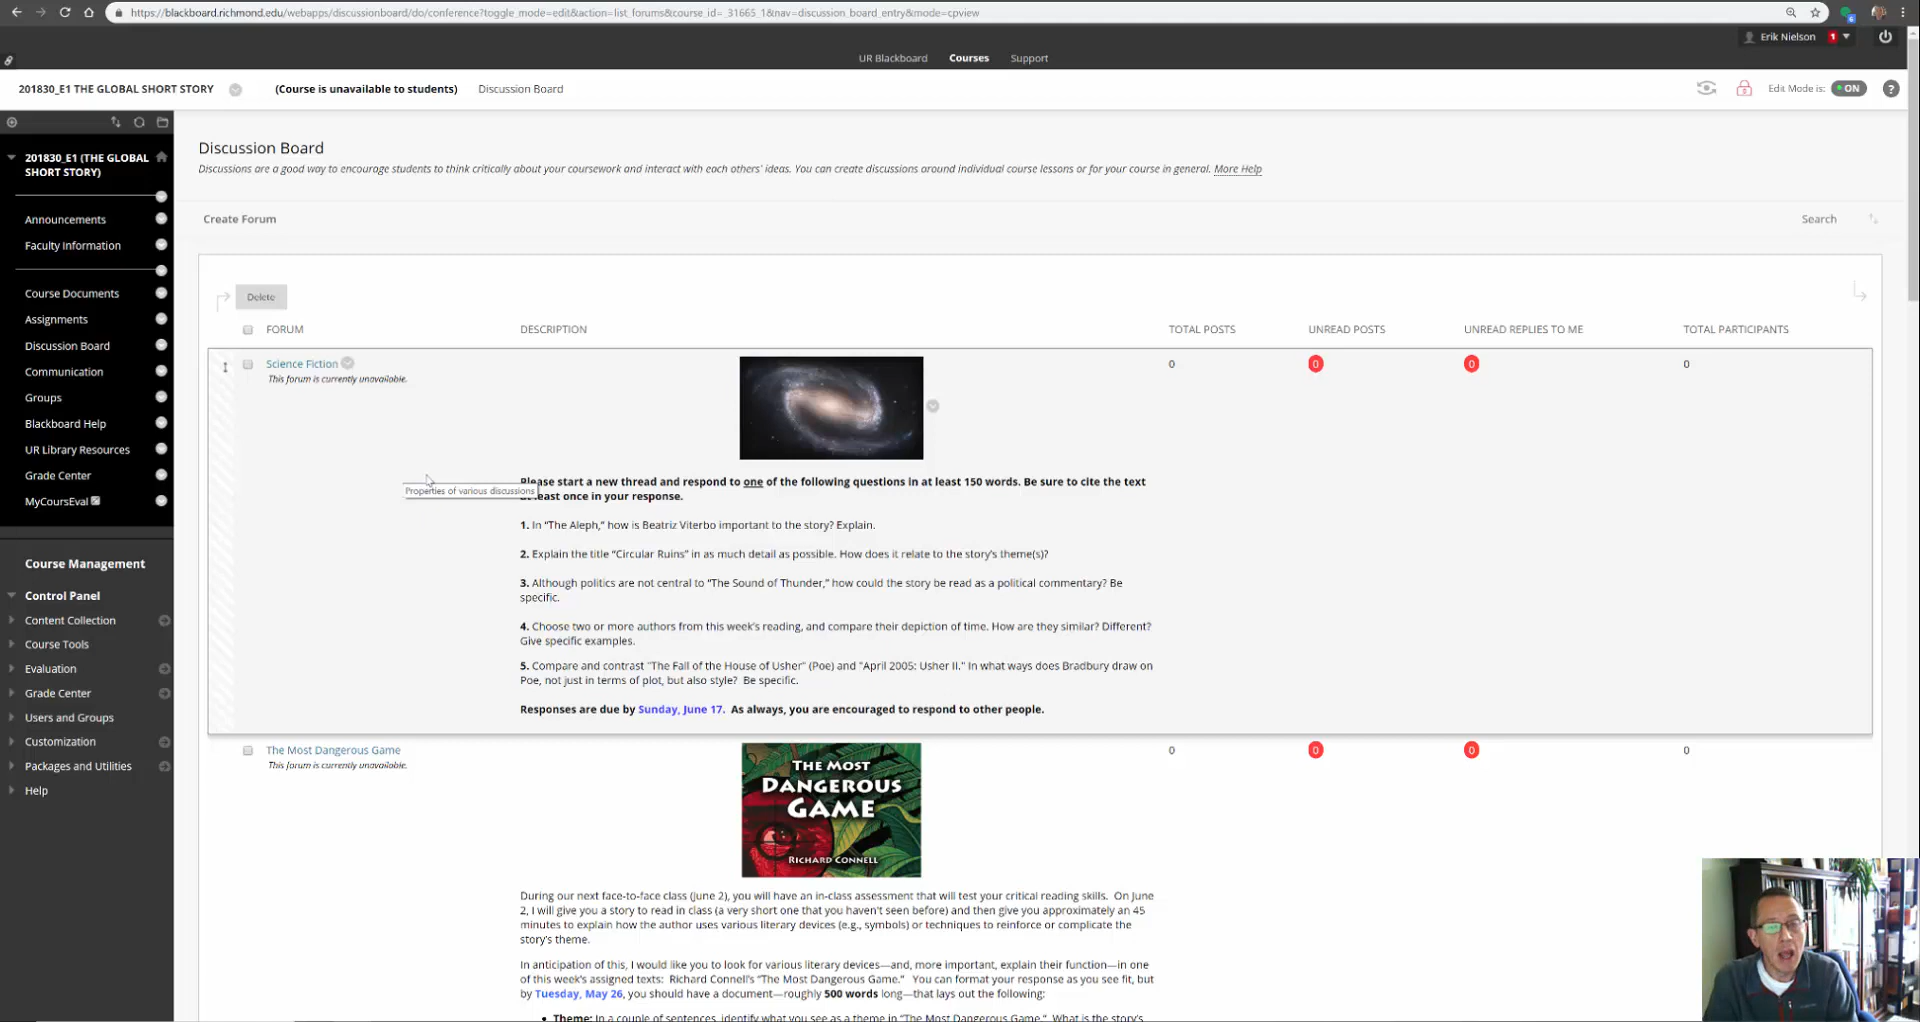 https://blackboard.richmond.edu/webapps/discussionboard/do/conference?toggle_mode=edit&action=list_forums&course_id=_31665_1&nav=discussion_board_entry&mode=cpview
Erik Nielson 1
UR Blackboard Courses Support
201830_E1 THE GLOBAL SHORT STORY (Course is unavailable to students) Discussion Board Edit Mode is: ON ?
201830_E1 (THE GLOBAL
SHORT STORY)
Announcements
Faculty Information
Course Documents
Assignments
Discussion Board
Communication
Groups
Blackboard Help
UR Library Resources
Grade Center
MyCoursEval
Course Management
Control Panel
Content Collection
Course Tools
Evaluation
Grade Center
Users and Groups
Customization
Packages and Utilities
Help
Discussion Board
Discussions are a good way to encourage students to think critically about your coursework and interact with each others' ideas. You can create discussions around individual course lessons or for your course in general. More Help
Create Forum Search
Delete
FORUM DESCRIPTION TOTAL POSTS UNREAD POSTS UNREAD REPLIES TO ME TOTAL PARTICIPANTS
Science Fiction 0 0 0 0
This forum is currently unavailable.
Properties of various discussions
Please start a new thread and respond to one of the following questions in at least 150 words. Be sure to cite the text
at least once in your response.
1. In "The Aleph," how is Beatriz Viterbo important to the story? Explain.
2. Explain the title "Circular Ruins" in as much detail as possible. How does it relate to the story's theme(s)?
3. Although politics are not central to "The Sound of Thunder," how could the story be read as a political commentary? Be
specific.
4. Choose two or more authors from this week's reading, and compare their depiction of time. How are they similar? Different?
Give specific examples.
5. Compare and contrast "The Fall of the House of Usher" (Poe) and "April 2005: Usher II." In what ways does Bradbury draw on
Poe, not just in terms of plot, but also style? Be specific.
Responses are due by Sunday, June 17. As always, you are encouraged to respond to other people.
The Most Dangerous Game 0 0 0 0
This forum is currently unavailable.
THE MOST
DANGEROUS
GAME
RICHARD CONNELL
During our next face-to-face class (June 2), you will have an in-class assessment that will test your critical reading skills. On June
2, I will give you a story to read in class (a very short one that you haven't seen before) and then give you approximately an 45
minutes to explain how the author uses various literary devices (e.g., symbols) or techniques to reinforce or complicate the
story's theme.
In anticipation of this, I would like you to look for various literary devices—and, more important, explain their function—in one
of this week's assigned texts: Richard Connell's "The Most Dangerous Game." You can format your response as you see fit, but
by Tuesday, May 26, you should have a document—roughly 500 words long—that lays out the following:
• Theme: In a couple of sentences, identify what you see as a theme in "The Most Dangerous Game." What is the story's